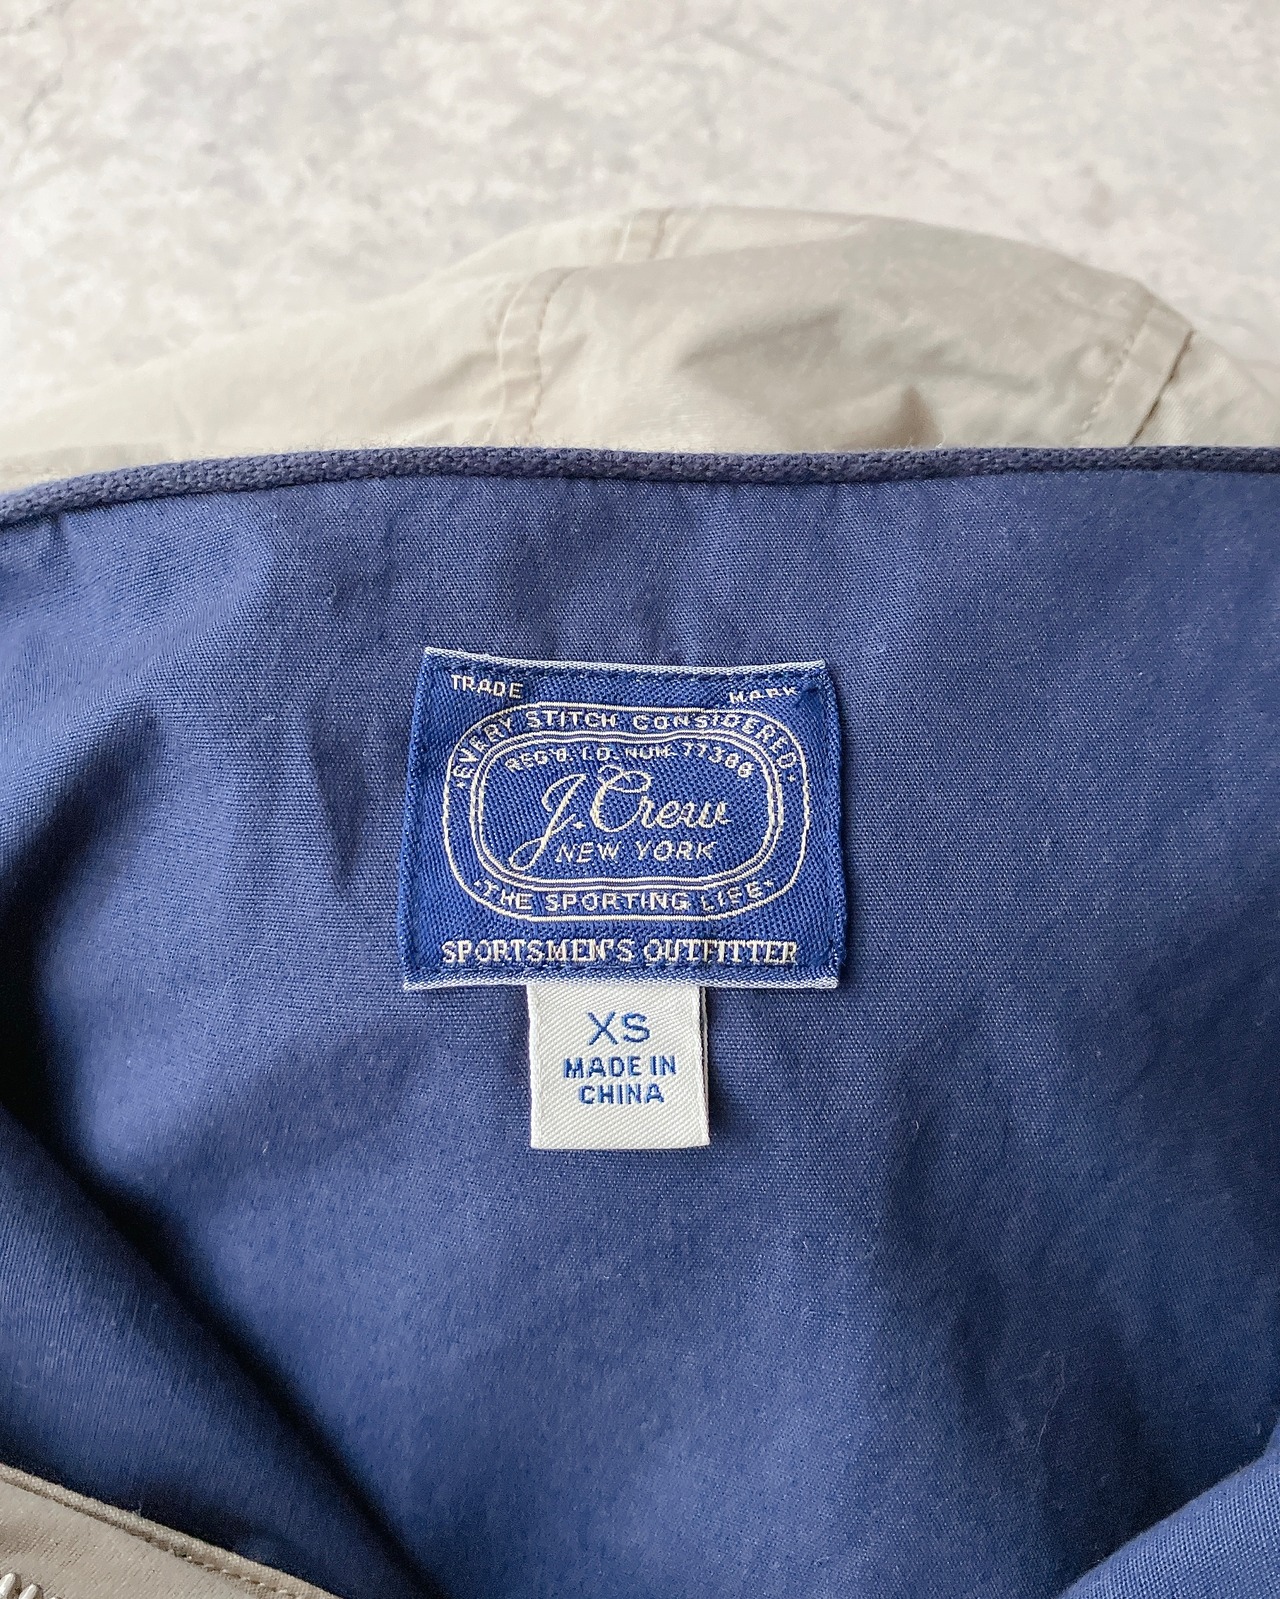 TRADE MARK
EVERY STITCH CONSIDERED
REG'D. I.D. NUM. 77388
J.Crew
NEW YORK
THE SPORTING LIFE
SPORTSMEN'S OUTFITTER
XS
MADE IN
CHINA